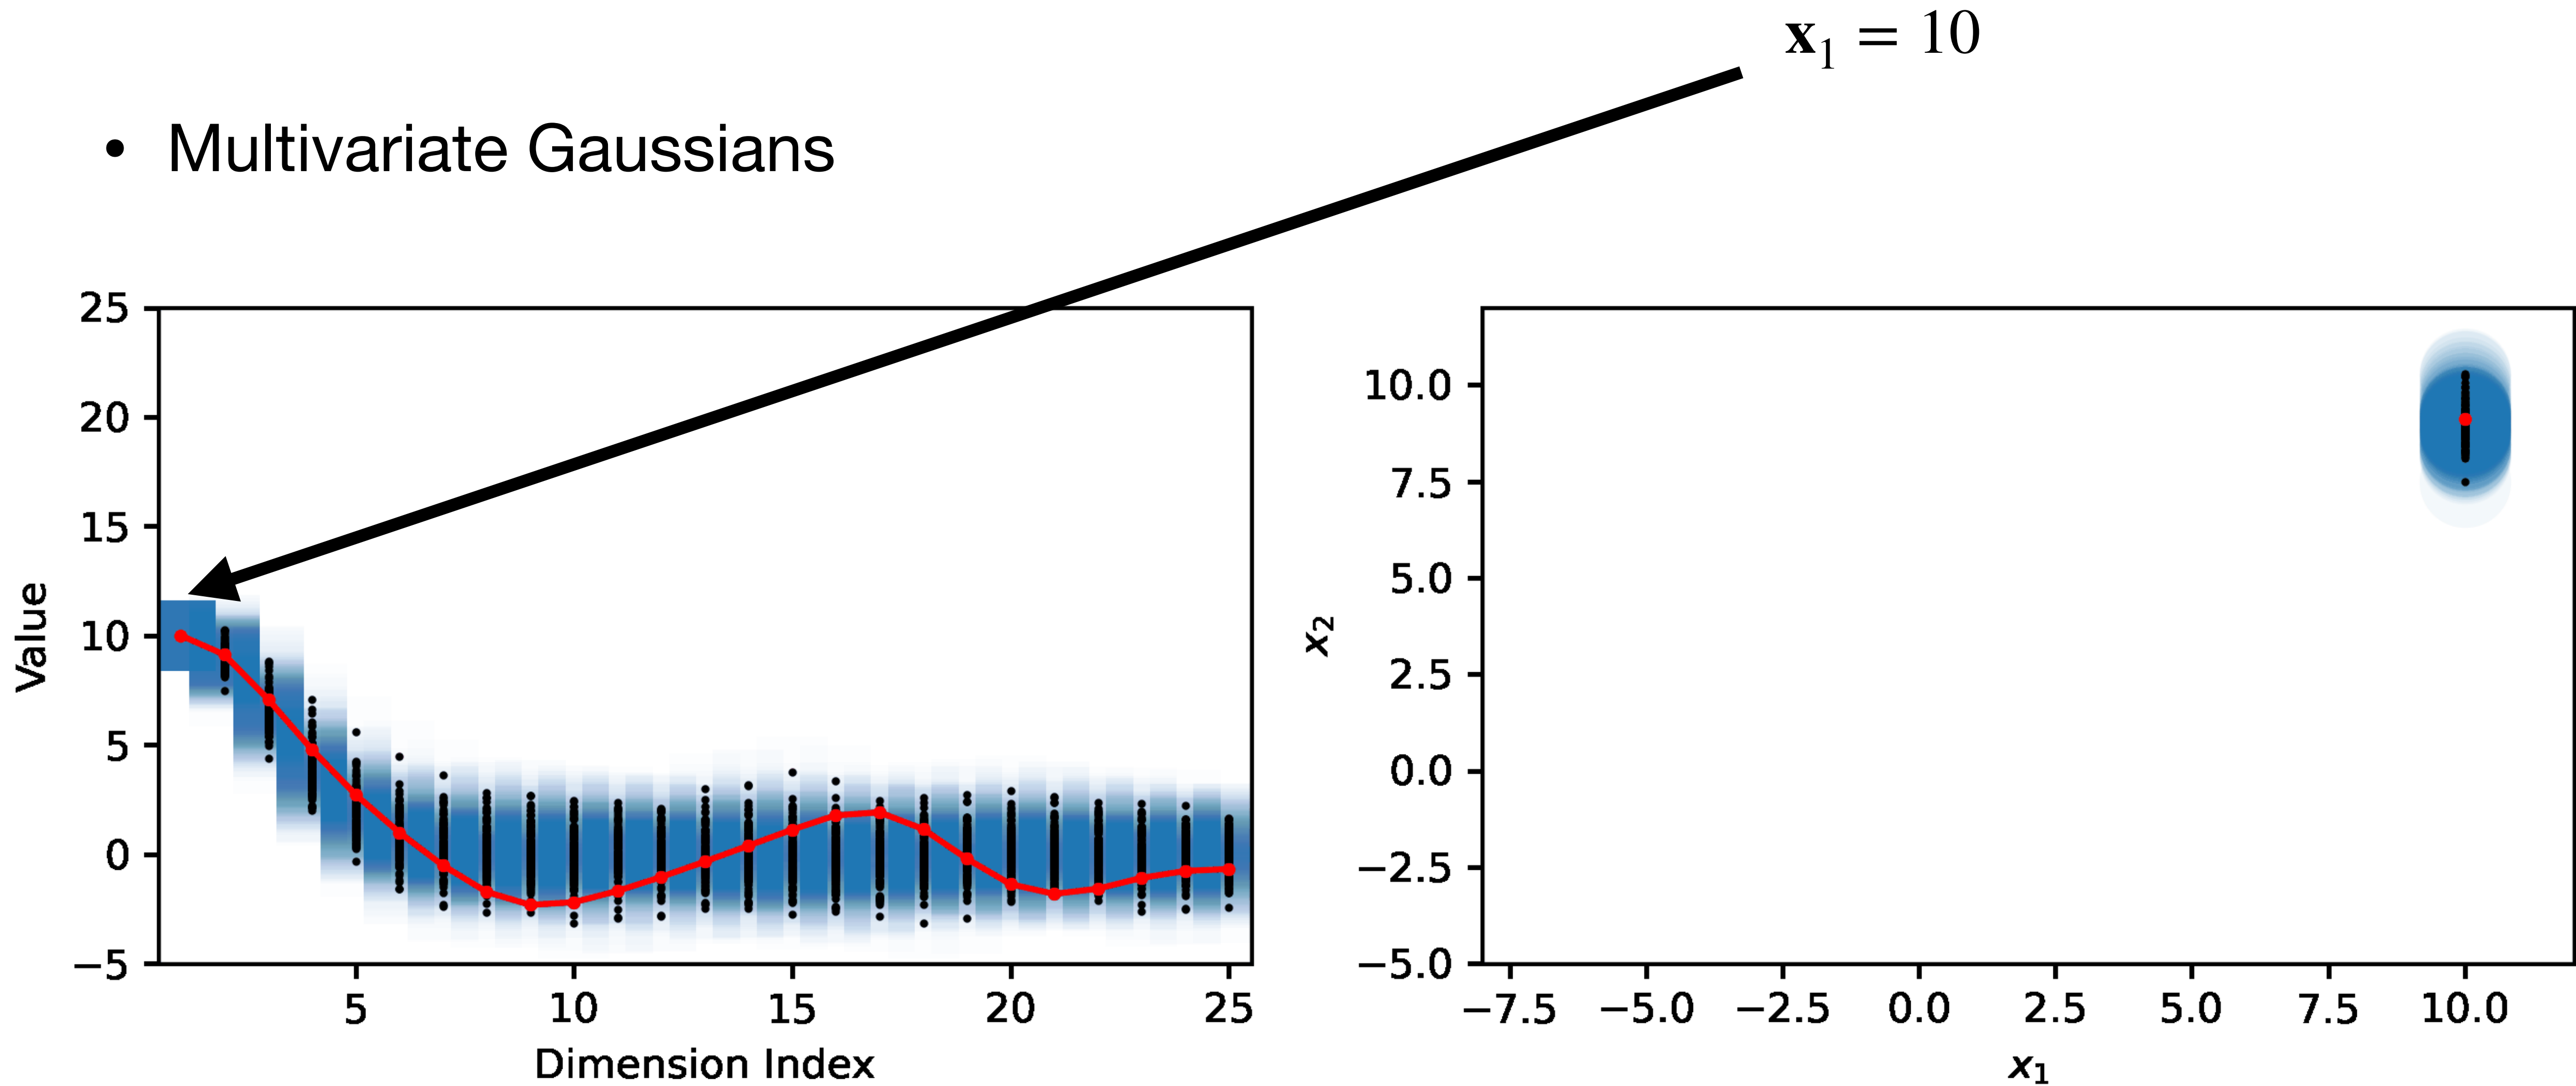 𝐱₁ = 10
• Multivariate Gaussians
25
20
15
10
5
0
−5
Value
5 10 15 20 25
Dimension Index
10.0
7.5
5.0
2.5
0.0
−2.5
−5.0
x₂
−7.5 −5.0 −2.5 0.0 2.5 5.0 7.5 10.0
x₁